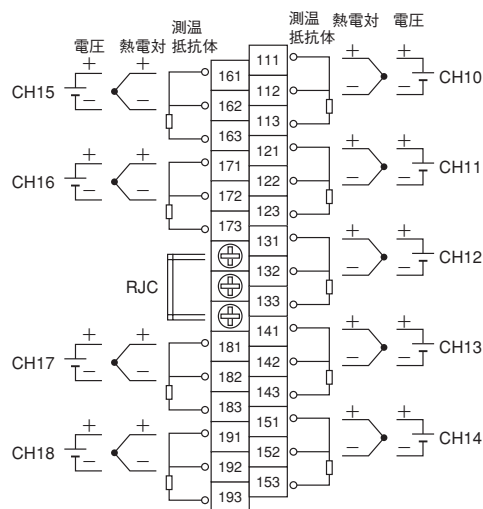 電圧 熱電対 測温抵抗体
測温抵抗体 熱電対 電圧
CH15 + − + − 161 162 163
111 112 113 + − + − CH10
CH16 + − + − 171 172 173
121 122 123 + − + − CH11
RJC
131 132 133 + − + − CH12
CH17 + − + − 181 182 183
141 142 143 + − + − CH13
CH18 + − + − 191 192 193
151 152 153 + − + − CH14